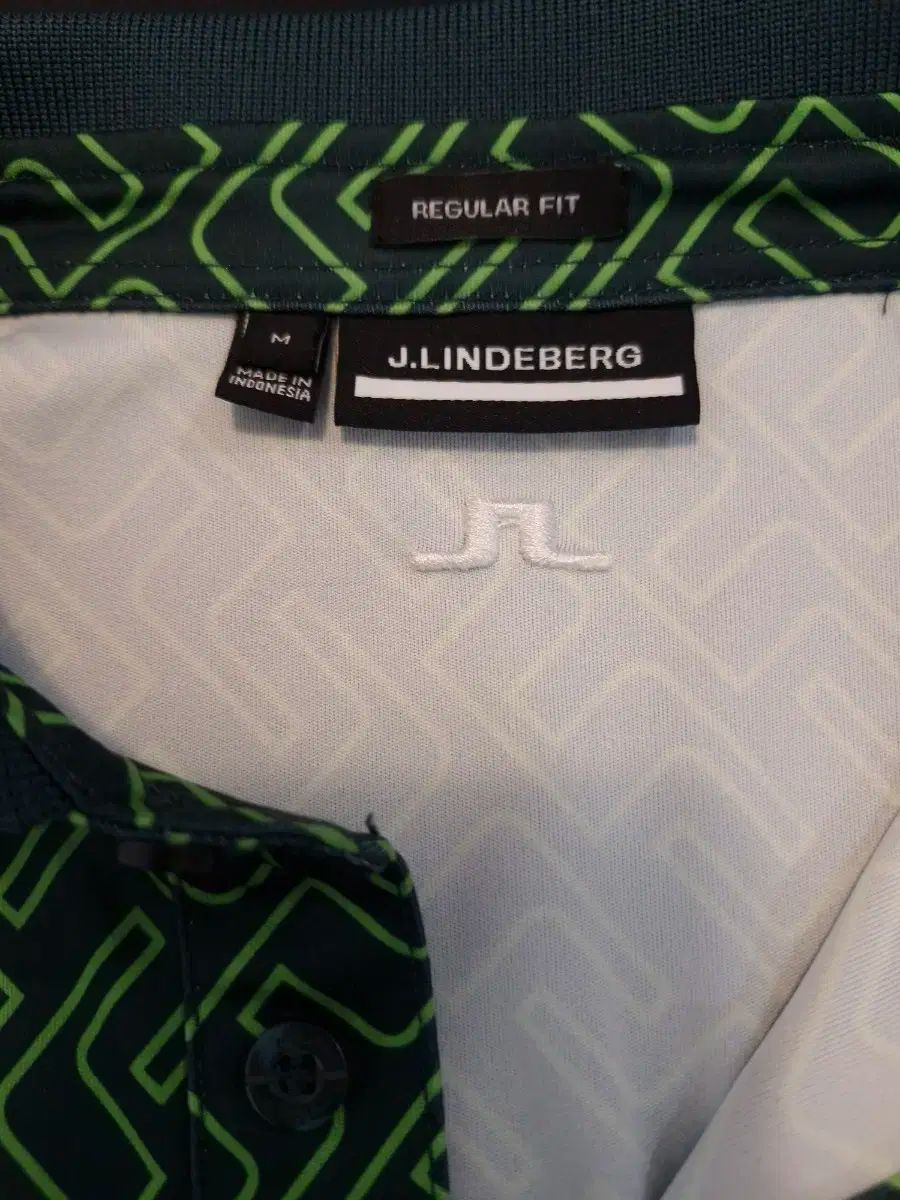 REGULAR FIT
M
MADE IN
INDONESIA
J.LINDEBERG